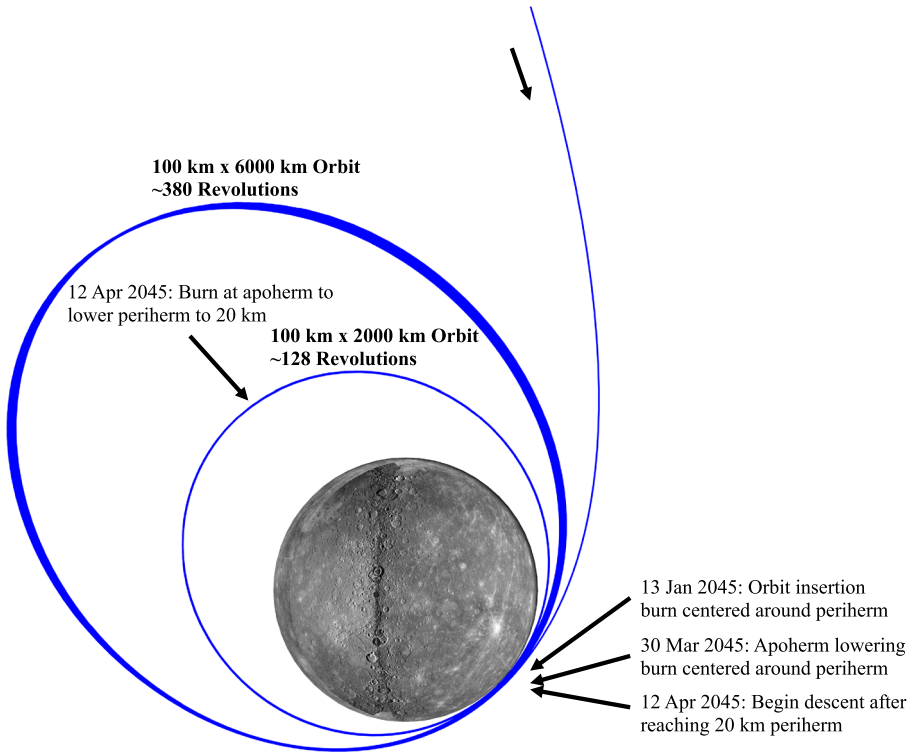 100 km x 6000 km Orbit
~380 Revolutions
12 Apr 2045: Burn at apoherm to
lower periherm to 20 km
100 km x 2000 km Orbit
~128 Revolutions
13 Jan 2045: Orbit insertion
burn centered around periherm
30 Mar 2045: Apoherm lowering
burn centered around periherm
12 Apr 2045: Begin descent after
reaching 20 km periherm